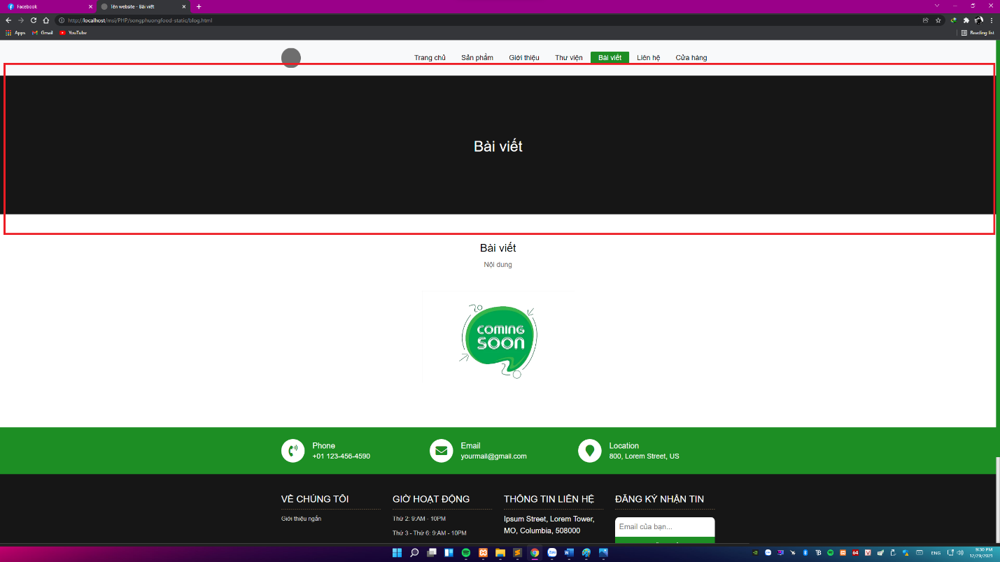 Facebook
Tên website - Bài viết
http://localhost/msi/PHP/songphuongfood-static/blog.html
Apps
Gmail
YouTube
Reading list
Trang chủ
Sản phẩm
Giới thiệu
Thư viện
Bài viết
Liên hệ
Cửa hàng
Bài viết
Bài viết
Nội dung
COMING
SOON
Phone
+01 123-456-4590
Email
yourmail@gmail.com
Location
800, Lorem Street, US
VỀ CHÚNG TÔI
Giới thiệu ngắn
GIỜ HOẠT ĐỘNG
Thứ 2: 9:AM - 10PM
Thứ 3 - Thứ 6: 9:AM - 10PM
THÔNG TIN LIÊN HỆ
Ipsum Street, Lorem Tower,
MO, Columbia, 508000
ĐĂNG KÝ NHẬN TIN
Email của bạn...
Zalo
64
ENG
9:30 PM
12/29/2021